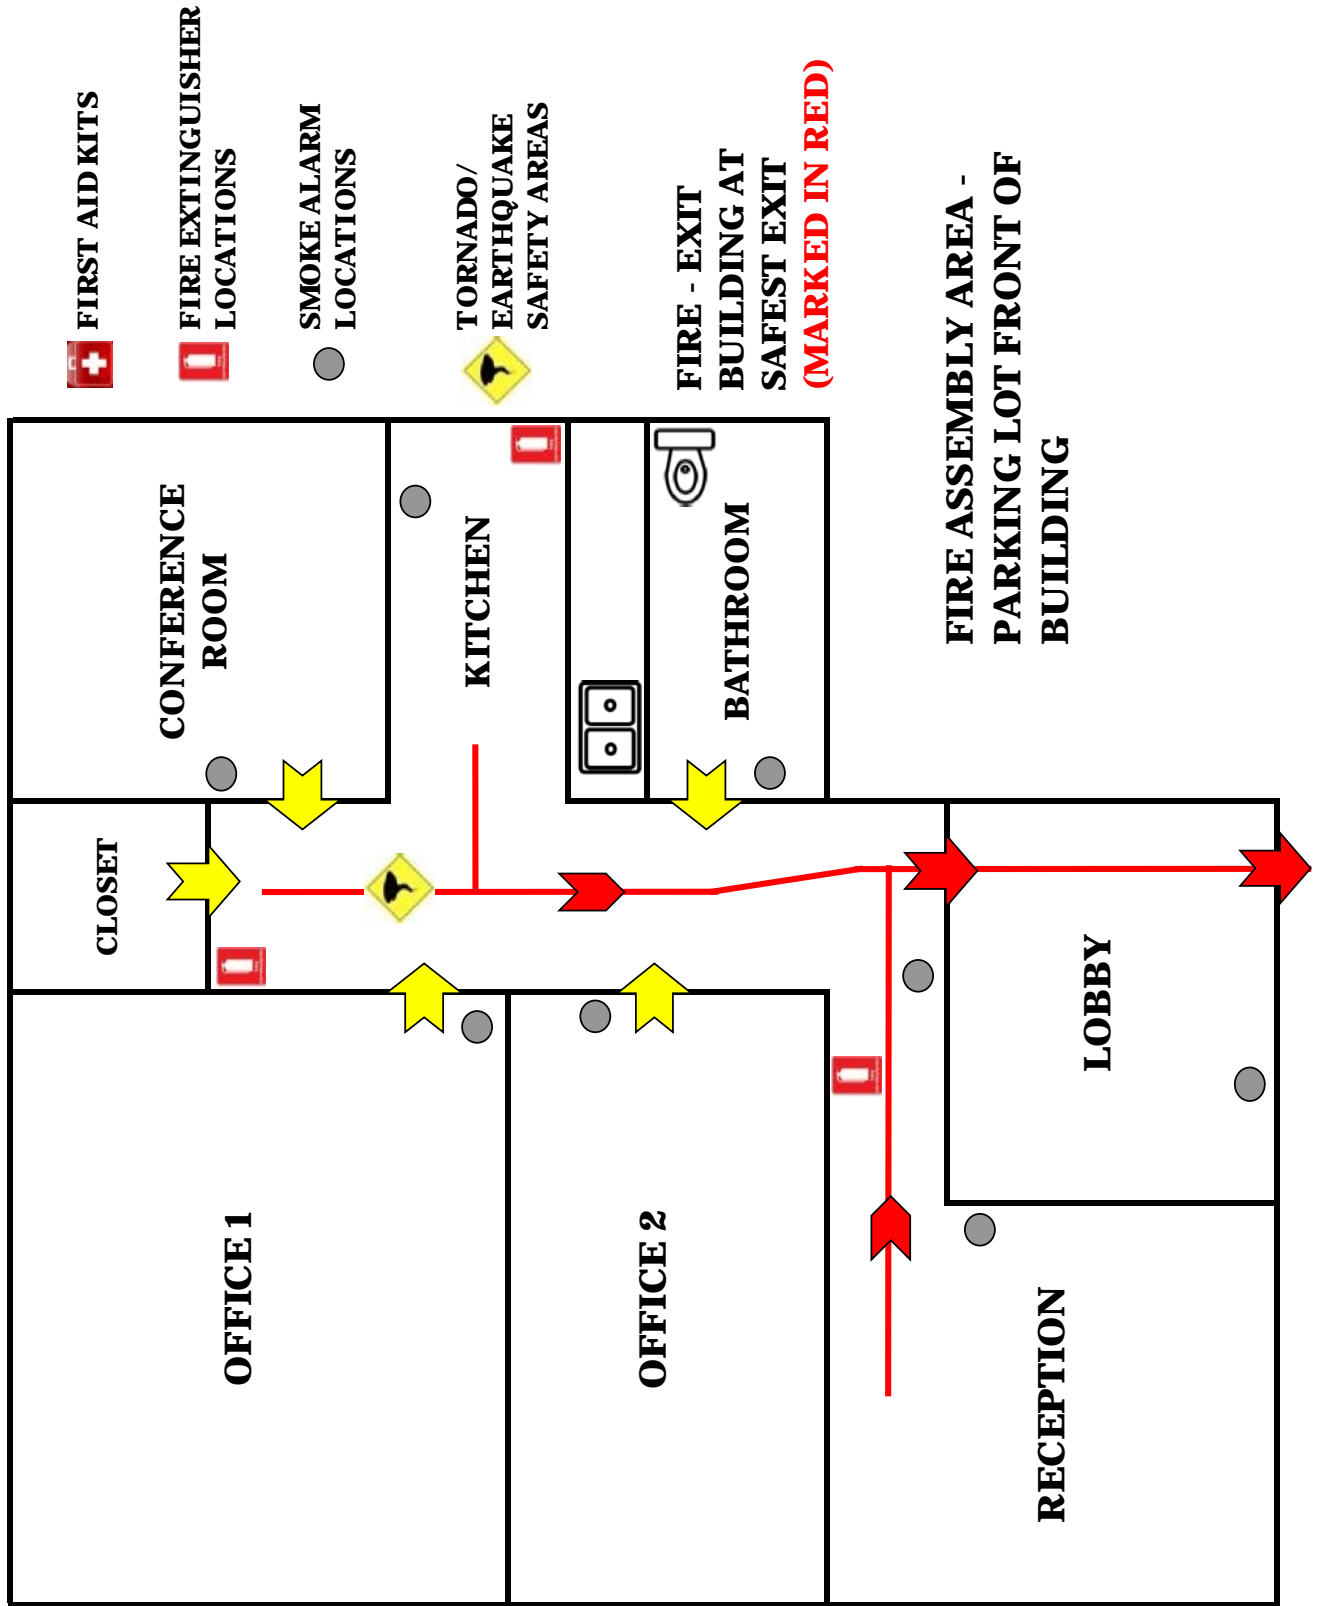 FIRST AID KITS
FIRE EXTINGUISHER
LOCATIONS
SMOKE ALARM
LOCATIONS
TORNADO/
EARTHQUAKE
SAFETY AREAS
FIRE - EXIT
BUILDING AT
SAFEST EXIT
(MARKED IN RED)
FIRE ASSEMBLY AREA -
PARKING LOT FRONT OF
BUILDING
CONFERENCE
ROOM
KITCHEN
BATHROOM
CLOSET
LOBBY
OFFICE 1
OFFICE 2
RECEPTION